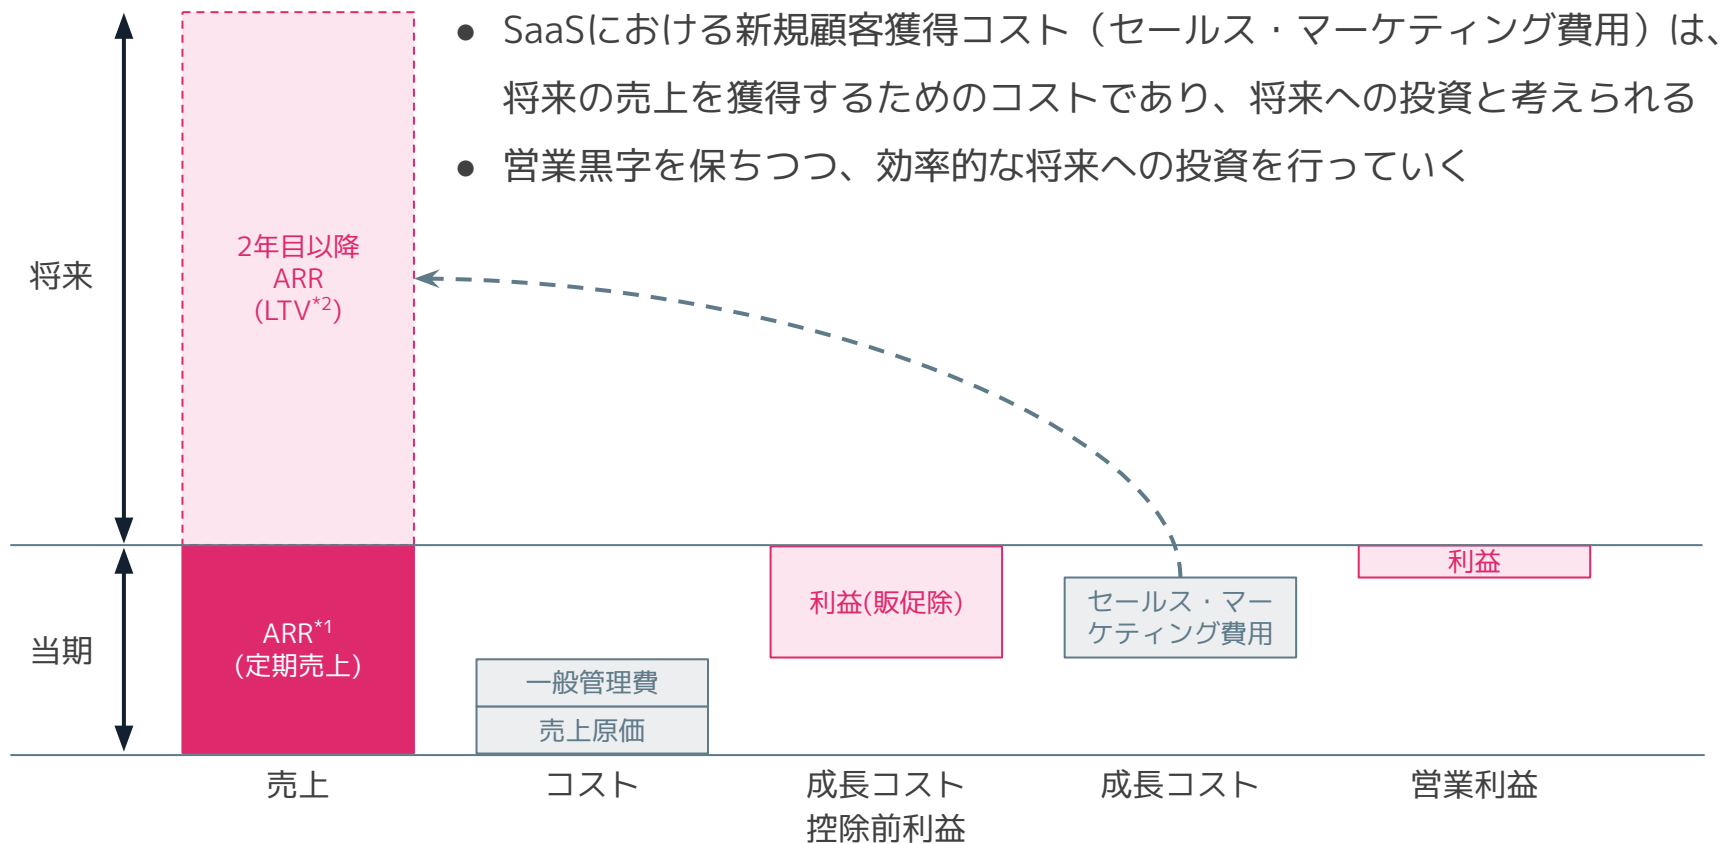 ● SaaSにおける新規顧客獲得コスト（セールス・マーケティング費用）は、
将来の売上を獲得するためのコストであり、将来への投資と考えられる
● 営業黒字を保ちつつ、効率的な将来への投資を行っていく
将来
2年目以降
ARR
(LTV*2)
当期
ARR*1
(定期売上)
一般管理費
売上原価
利益(販促除)
セールス・マー
ケティング費用
利益
売上
コスト
成長コスト
控除前利益
成長コスト
営業利益